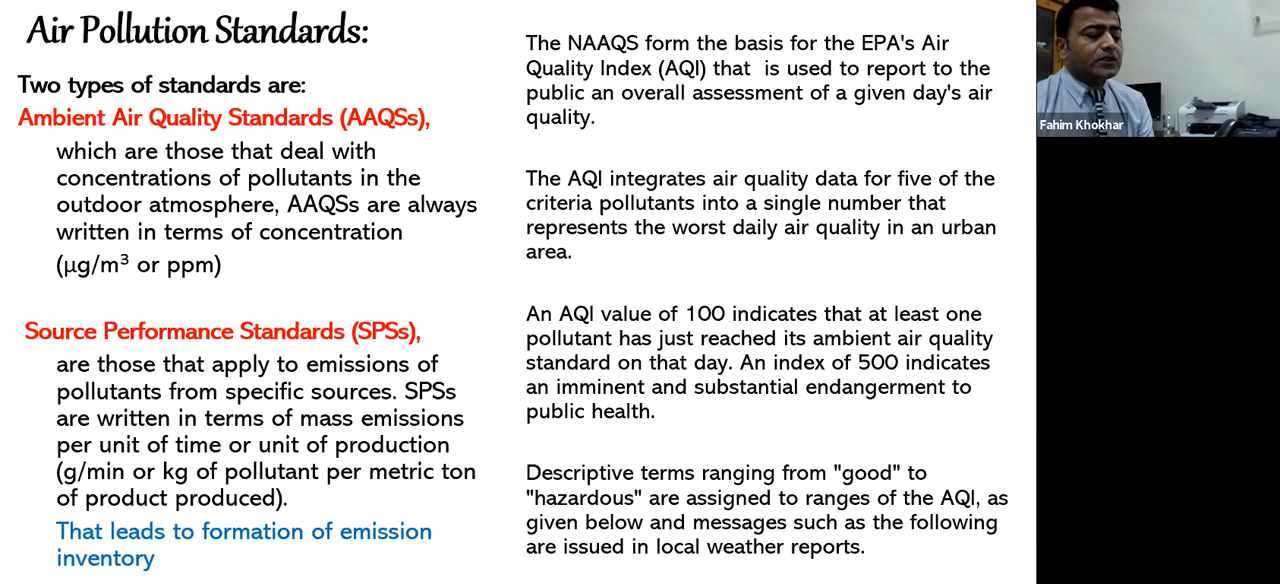 Air Pollution Standards:
Two types of standards are:
Ambient Air Quality Standards (AAQSs),
which are those that deal with
concentrations of pollutants in the
outdoor atmosphere, AAQSs are always
written in terms of concentration
(µg/m³ or ppm)
Source Performance Standards (SPSs),
are those that apply to emissions of
pollutants from specific sources. SPSs
are written in terms of mass emissions
per unit of time or unit of production
(g/min or kg of pollutant per metric ton
of product produced).
That leads to formation of emission
inventory
The NAAQS form the basis for the EPA's Air
Quality Index (AQI) that is used to report to the
public an overall assessment of a given day's air
quality.
The AQI integrates air quality data for five of the
criteria pollutants into a single number that
represents the worst daily air quality in an urban
area.
An AQI value of 100 indicates that at least one
pollutant has just reached its ambient air quality
standard on that day. An index of 500 indicates
an imminent and substantial endangerment to
public health.
Descriptive terms ranging from "good" to
"hazardous" are assigned to ranges of the AQI, as
given below and messages such as the following
are issued in local weather reports.
Fahim Khokhar